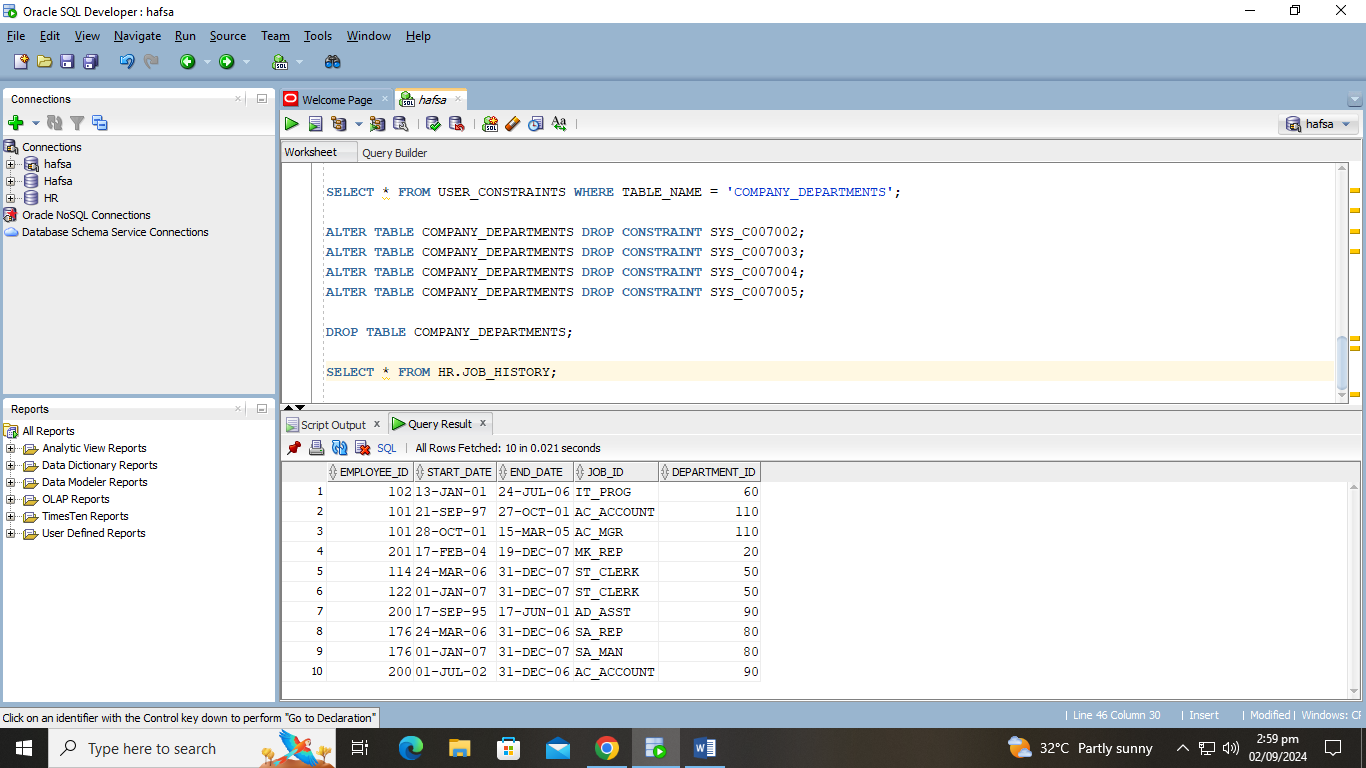 Oracle SQL Developer : hafsa
File Edit View Navigate Run Source Team Tools Window Help
Connections
Connections
hafsa
Hafsa
HR
Oracle NoSQL Connections
Database Schema Service Connections
Reports
All Reports
Analytic View Reports
Data Dictionary Reports
Data Modeler Reports
OLAP Reports
TimesTen Reports
User Defined Reports
Welcome Page hafsa
hafsa
Worksheet Query Builder
SELECT * FROM USER_CONSTRAINTS WHERE TABLE_NAME = 'COMPANY_DEPARTMENTS';
ALTER TABLE COMPANY_DEPARTMENTS DROP CONSTRAINT SYS_C007002;
ALTER TABLE COMPANY_DEPARTMENTS DROP CONSTRAINT SYS_C007003;
ALTER TABLE COMPANY_DEPARTMENTS DROP CONSTRAINT SYS_C007004;
ALTER TABLE COMPANY_DEPARTMENTS DROP CONSTRAINT SYS_C007005;
DROP TABLE COMPANY_DEPARTMENTS;
SELECT * FROM HR.JOB_HISTORY;
Script Output Query Result
SQL All Rows Fetched: 10 in 0.021 seconds
EMPLOYEE_ID START_DATE END_DATE JOB_ID DEPARTMENT_ID
1 102 13-JAN-01 24-JUL-06 IT_PROG 60
2 101 21-SEP-97 27-OCT-01 AC_ACCOUNT 110
3 101 28-OCT-01 15-MAR-05 AC_MGR 110
4 201 17-FEB-04 19-DEC-07 MK_REP 20
5 114 24-MAR-06 31-DEC-07 ST_CLERK 50
6 122 01-JAN-07 31-DEC-07 ST_CLERK 50
7 200 17-SEP-95 17-JUN-01 AD_ASST 90
8 176 24-MAR-06 31-DEC-06 SA_REP 80
9 176 01-JAN-07 31-DEC-07 SA_MAN 80
10 200 01-JUL-02 31-DEC-06 AC_ACCOUNT 90
Click on an identifier with the Control key down to perform "Go to Declaration"
Line 46 Column 30 Insert Modified Windows: CF
Type here to search
32°C Partly sunny
2:59 pm
02/09/2024